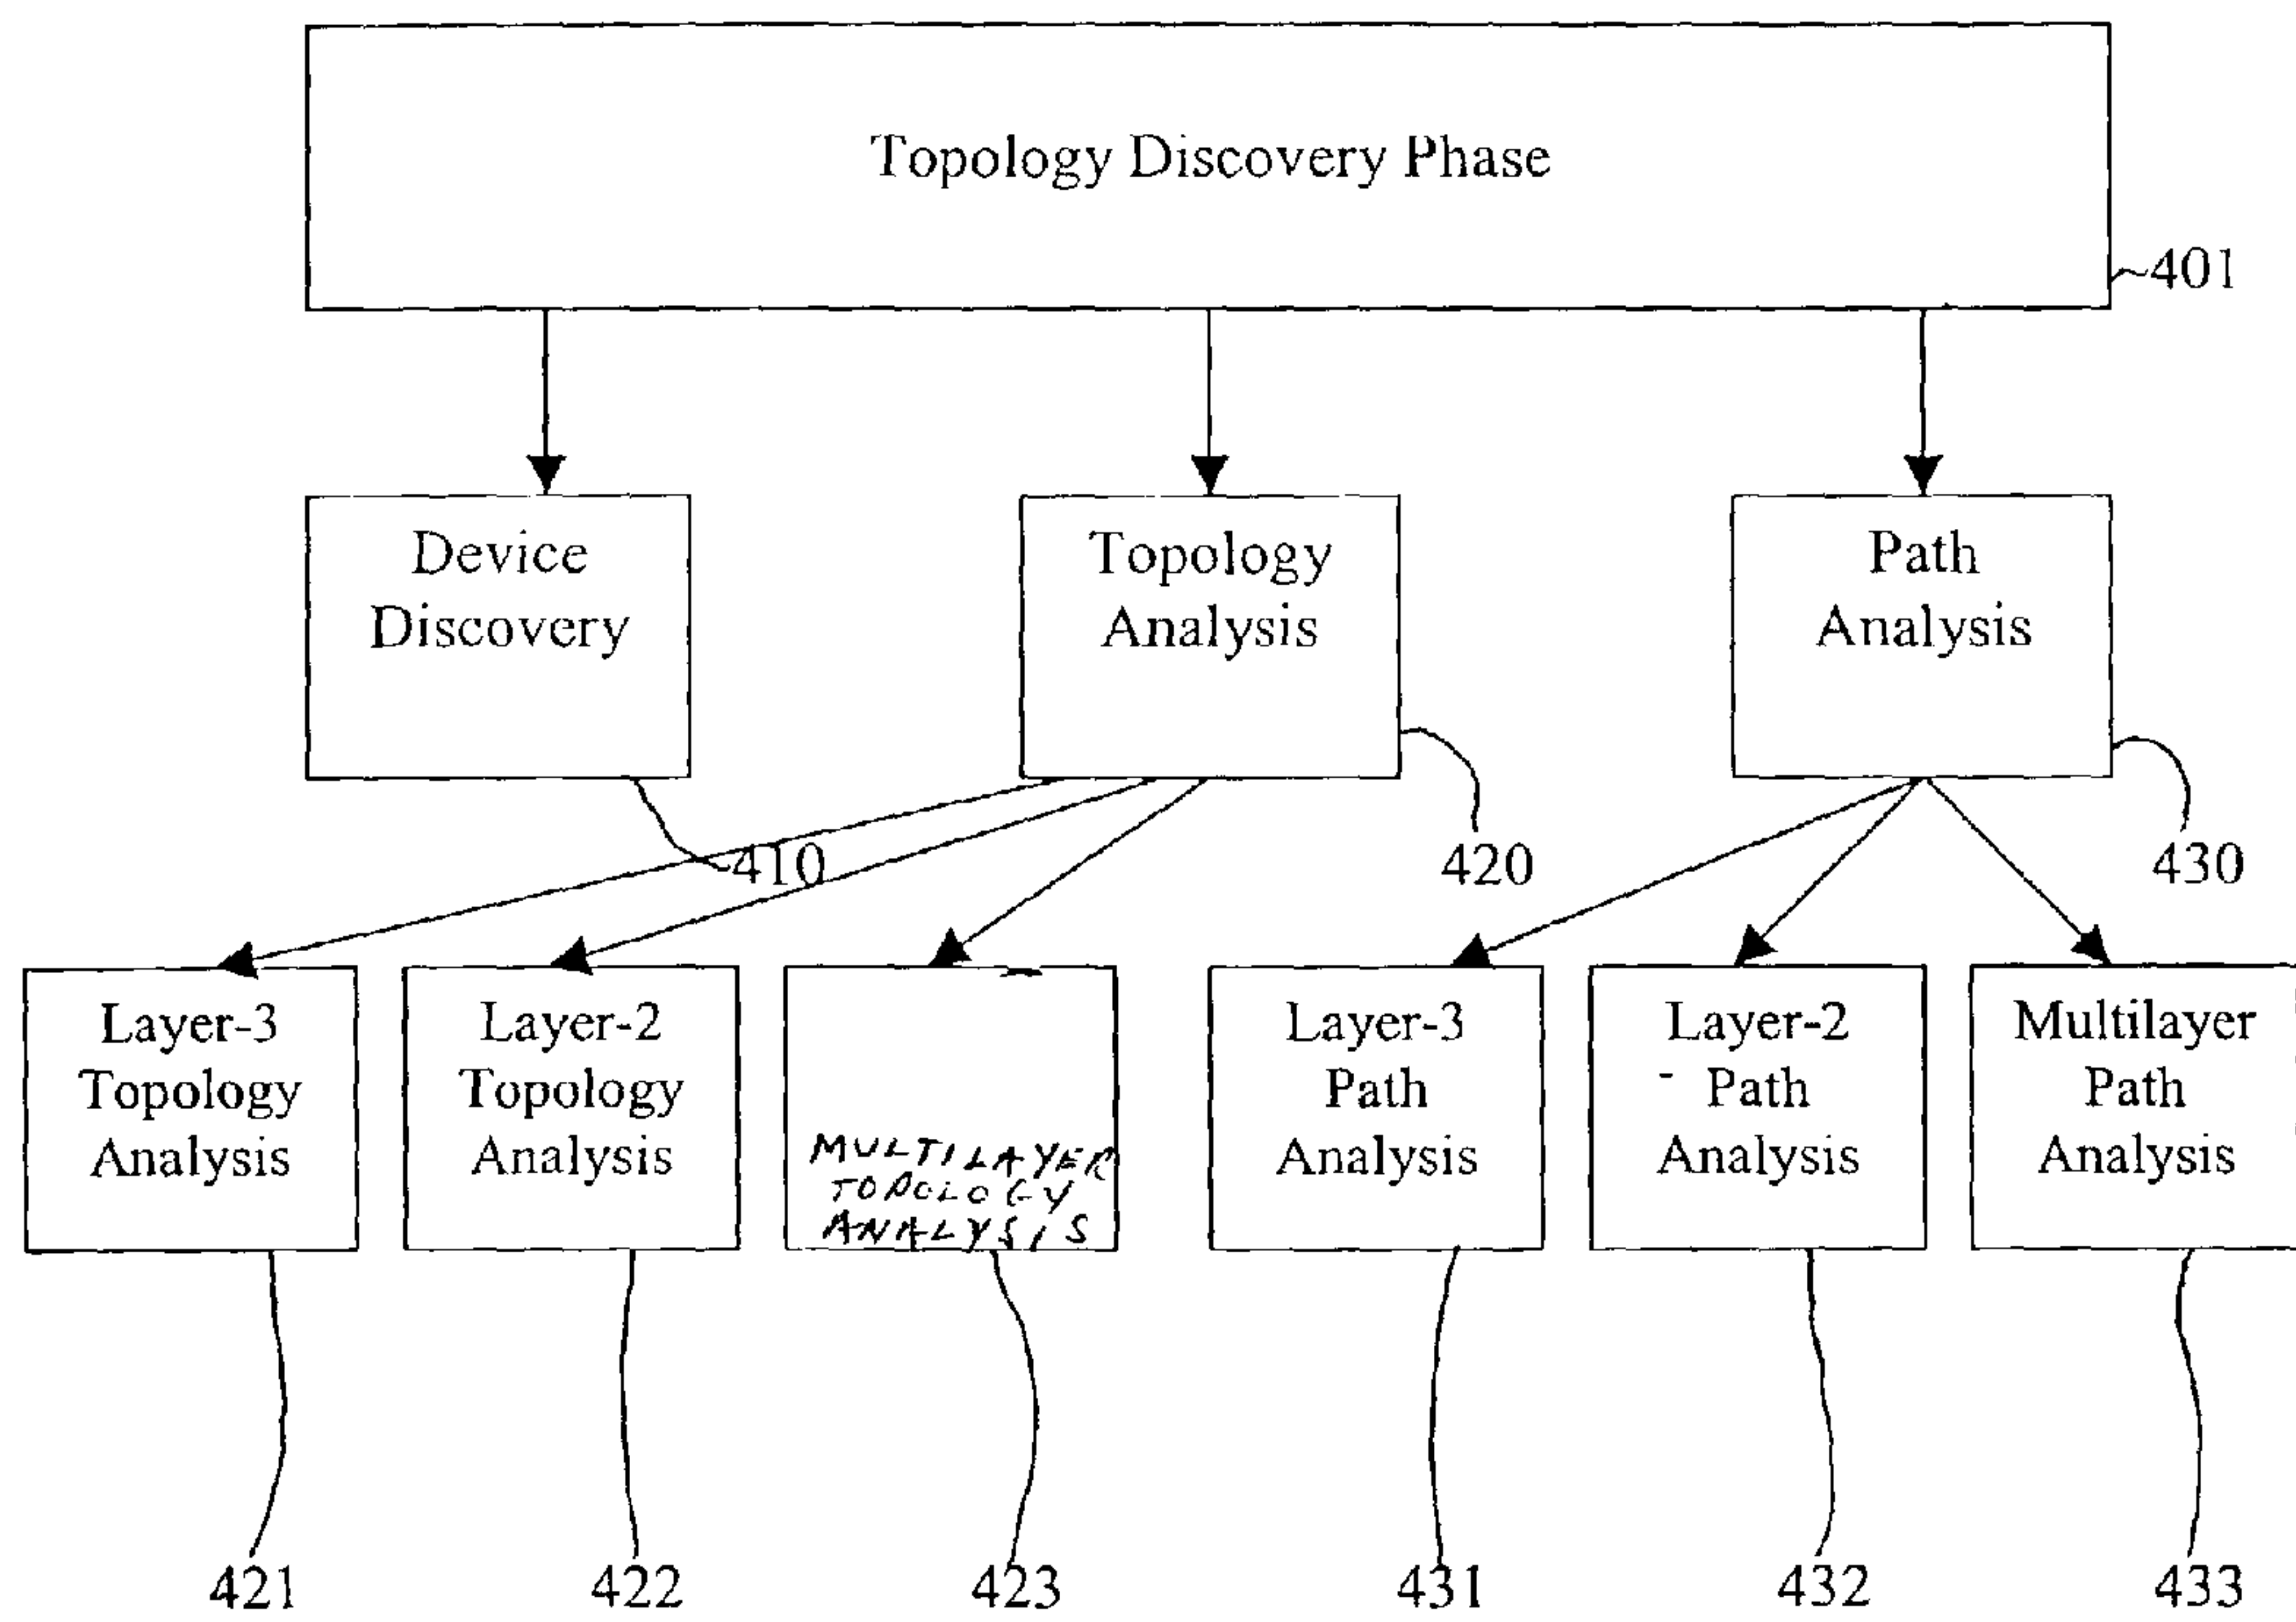 Topology Discovery Phase
401
Device
Discovery
410
Topology
Analysis
420
Path
Analysis
430
Layer-3
Topology
Analysis
421
Layer-2
Topology
Analysis
422
MULTILAYER
TOPOLOGY
ANALYSIS
423
Layer-3
Path
Analysis
431
Layer-2
Path
Analysis
432
Multilayer
Path
Analysis
433